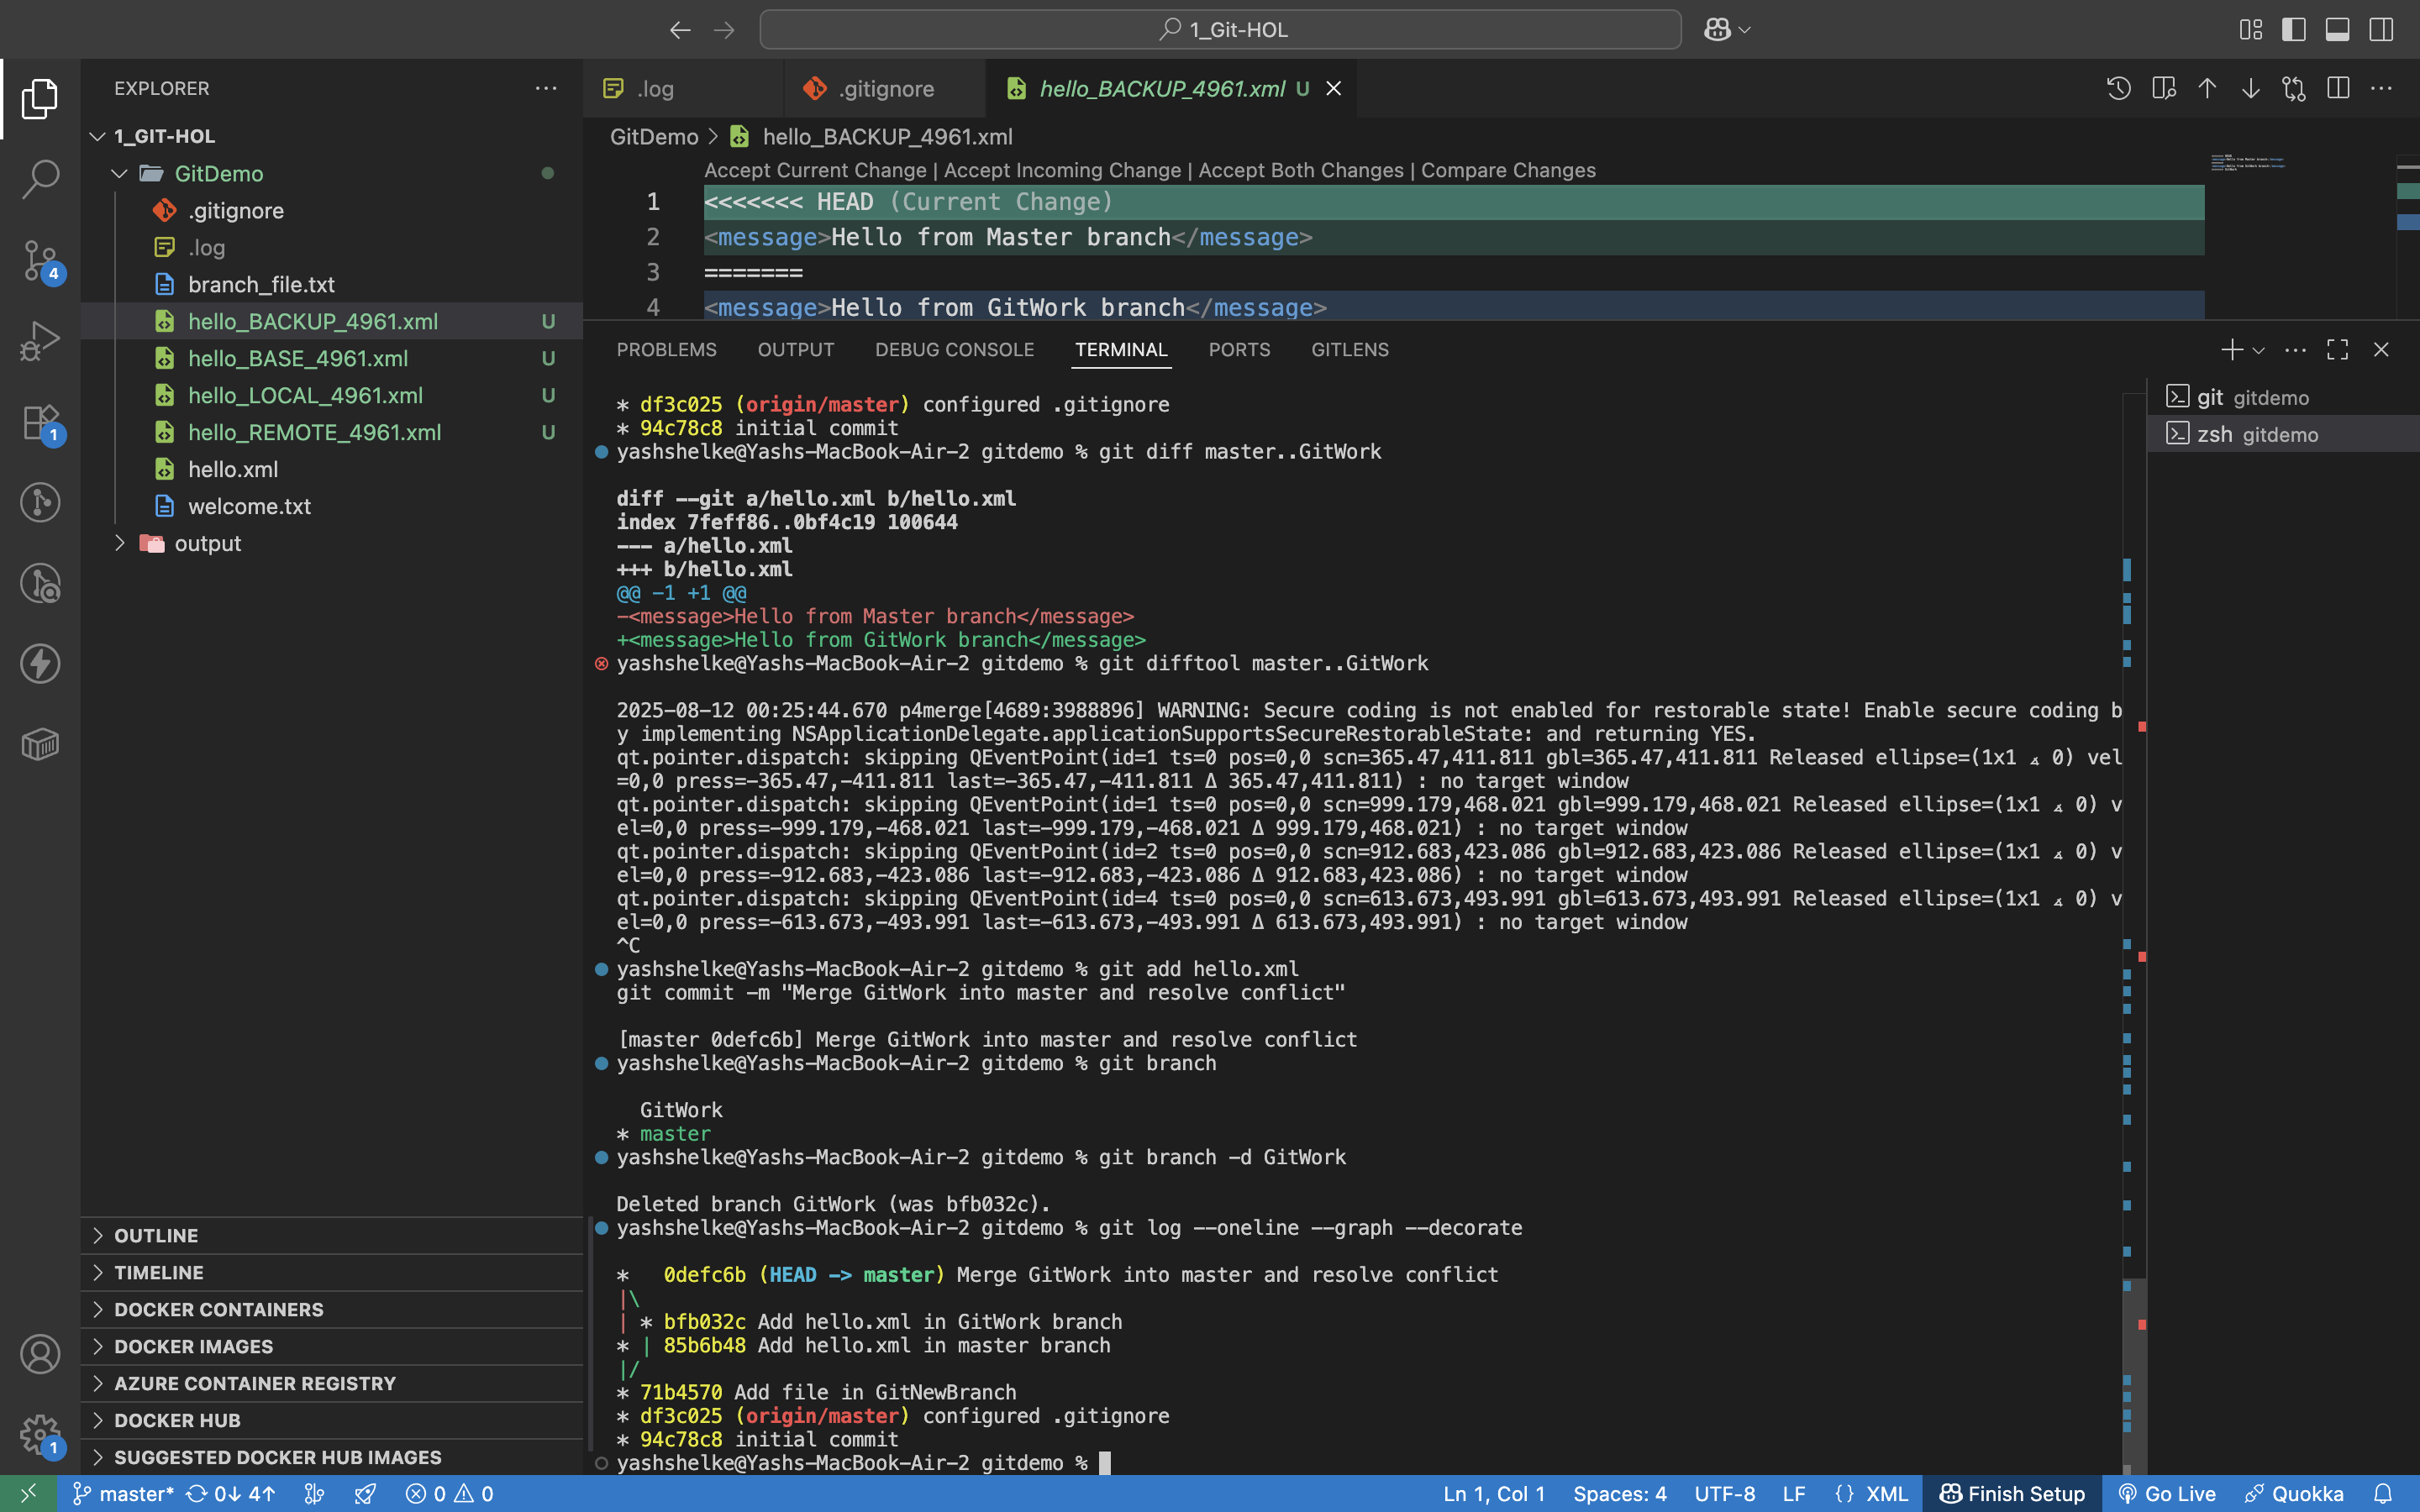 1_Git-HOL
EXPLORER
1_GIT-HOL
GitDemo
.gitignore
.log
branch_file.txt
hello_BACKUP_4961.xml U
hello_BASE_4961.xml U
hello_LOCAL_4961.xml U
hello_REMOTE_4961.xml U
hello.xml
welcome.txt
output
4
1
OUTLINE
TIMELINE
DOCKER CONTAINERS
DOCKER IMAGES
AZURE CONTAINER REGISTRY
DOCKER HUB
SUGGESTED DOCKER HUB IMAGES
1
.log .gitignore hello_BACKUP_4961.xml U
GitDemo > hello_BACKUP_4961.xml
Accept Current Change | Accept Incoming Change | Accept Both Changes | Compare Changes
1 <<<<<<< HEAD (Current Change)
2 <message>Hello from Master branch</message>
3 =======
4 <message>Hello from GitWork branch</message>
PROBLEMS OUTPUT DEBUG CONSOLE TERMINAL PORTS GITLENS
git gitdemo
zsh gitdemo
* df3c025 (origin/master) configured .gitignore
* 94c78c8 initial commit
yashshelke@Yashs-MacBook-Air-2 gitdemo % git diff master..GitWork
diff --git a/hello.xml b/hello.xml
index 7feff86..0bf4c19 100644
--- a/hello.xml
+++ b/hello.xml
@@ -1 +1 @@
-<message>Hello from Master branch</message>
+<message>Hello from GitWork branch</message>
yashshelke@Yashs-MacBook-Air-2 gitdemo % git difftool master..GitWork
2025-08-12 00:25:44.670 p4merge[4689:3988896] WARNING: Secure coding is not enabled for restorable state! Enable secure coding b
y implementing NSApplicationDelegate.applicationSupportsSecureRestorableState: and returning YES.
qt.pointer.dispatch: skipping QEventPoint(id=1 ts=0 pos=0,0 scn=365.47,411.811 gbl=365.47,411.811 Released ellipse=(1x1 ∡ 0) vel
=0,0 press=-365.47,-411.811 last=-365.47,-411.811 Δ 365.47,411.811) : no target window
qt.pointer.dispatch: skipping QEventPoint(id=1 ts=0 pos=0,0 scn=999.179,468.021 gbl=999.179,468.021 Released ellipse=(1x1 ∡ 0) v
el=0,0 press=-999.179,-468.021 last=-999.179,-468.021 Δ 999.179,468.021) : no target window
qt.pointer.dispatch: skipping QEventPoint(id=2 ts=0 pos=0,0 scn=912.683,423.086 gbl=912.683,423.086 Released ellipse=(1x1 ∡ 0) v
el=0,0 press=-912.683,-423.086 last=-912.683,-423.086 Δ 912.683,423.086) : no target window
qt.pointer.dispatch: skipping QEventPoint(id=4 ts=0 pos=0,0 scn=613.673,493.991 gbl=613.673,493.991 Released ellipse=(1x1 ∡ 0) v
el=0,0 press=-613.673,-493.991 last=-613.673,-493.991 Δ 613.673,493.991) : no target window
^C
yashshelke@Yashs-MacBook-Air-2 gitdemo % git add hello.xml
git commit -m "Merge GitWork into master and resolve conflict"
[master 0defc6b] Merge GitWork into master and resolve conflict
yashshelke@Yashs-MacBook-Air-2 gitdemo % git branch
GitWork
* master
yashshelke@Yashs-MacBook-Air-2 gitdemo % git branch -d GitWork
Deleted branch GitWork (was bfb032c).
yashshelke@Yashs-MacBook-Air-2 gitdemo % git log --oneline --graph --decorate
*   0defc6b (HEAD -> master) Merge GitWork into master and resolve conflict
|\
| * bfb032c Add hello.xml in GitWork branch
* | 85b6b48 Add hello.xml in master branch
|/
* 71b4570 Add file in GitNewBranch
* df3c025 (origin/master) configured .gitignore
* 94c78c8 initial commit
yashshelke@Yashs-MacBook-Air-2 gitdemo %
master* 0↓ 4↑ 0 0 Ln 1, Col 1 Spaces: 4 UTF-8 LF {} XML Finish Setup Go Live Quokka